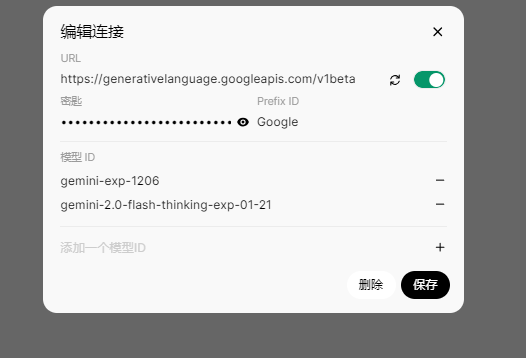 编辑连接
URL
https://generativelanguage.googleapis.com/v1beta
密匙 Prefix ID
•••••••••••••••••••••••• Google
模型 ID
gemini-exp-1206
gemini-2.0-flash-thinking-exp-01-21
添加一个模型ID
删除 保存